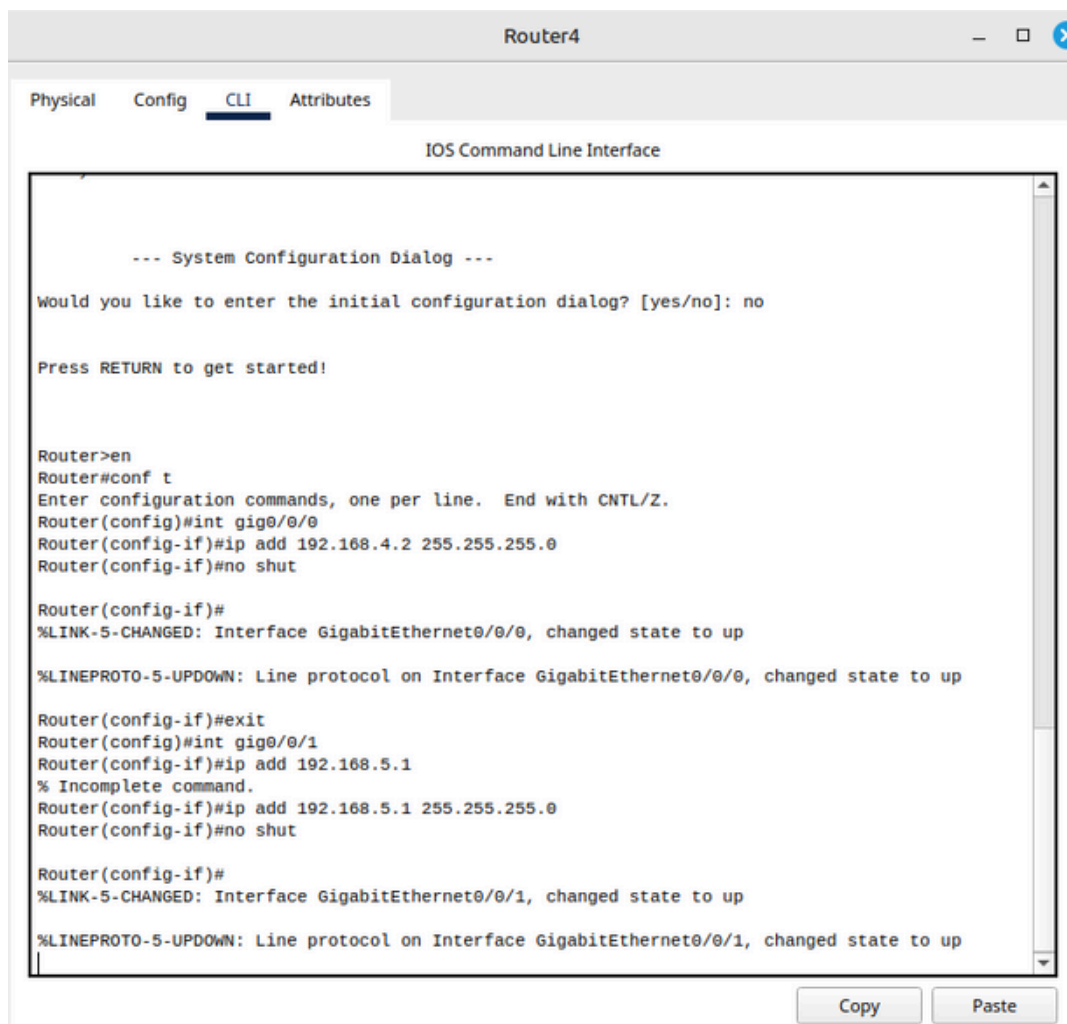 Router4
Physical Config CLI Attributes
IOS Command Line Interface
--- System Configuration Dialog ---
Would you like to enter the initial configuration dialog? [yes/no]: no
Press RETURN to get started!
Router>en
Router#conf t
Enter configuration commands, one per line.  End with CNTL/Z.
Router(config)#int gig0/0/0
Router(config-if)#ip add 192.168.4.2 255.255.255.0
Router(config-if)#no shut
Router(config-if)#
%LINK-5-CHANGED: Interface GigabitEthernet0/0/0, changed state to up
%LINEPROTO-5-UPDOWN: Line protocol on Interface GigabitEthernet0/0/0, changed state to up
Router(config-if)#exit
Router(config)#int gig0/0/1
Router(config-if)#ip add 192.168.5.1
% Incomplete command.
Router(config-if)#ip add 192.168.5.1 255.255.255.0
Router(config-if)#no shut
Router(config-if)#
%LINK-5-CHANGED: Interface GigabitEthernet0/0/1, changed state to up
%LINEPROTO-5-UPDOWN: Line protocol on Interface GigabitEthernet0/0/1, changed state to up
Copy Paste